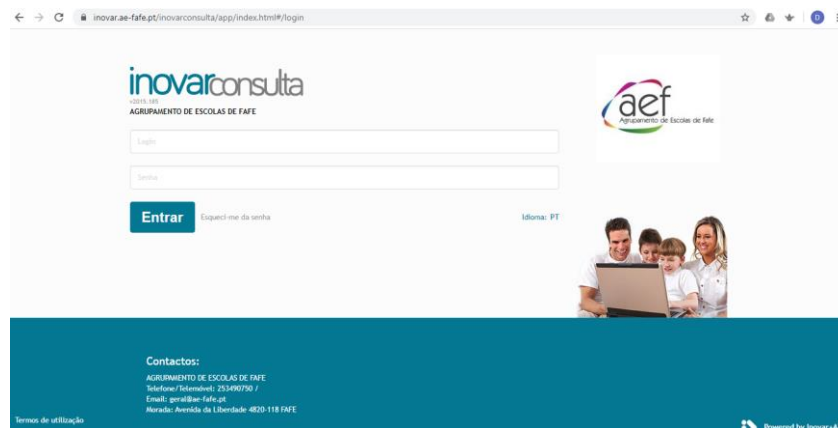 inovar.ae-fafe.pt/inovarconsulta/app/index.html#/login
D
inovarconsulta
AGRUPAMENTO DE ESCOLAS DE FAFE
aef
Agrupamento de Escolas de Fafe
Login
Senha
Entrar
Esqueci-me da senha
Idioma: PT
Contactos:
AGRUPAMENTO DE ESCOLAS DE FAFE
Telefone/Telemóvel: 253490750 /
Email: geral@ae-fafe.pt
Morada: Avenida da Liberdade 4820-118 FAFE
Termos de utilização
Powered by Inovar+A